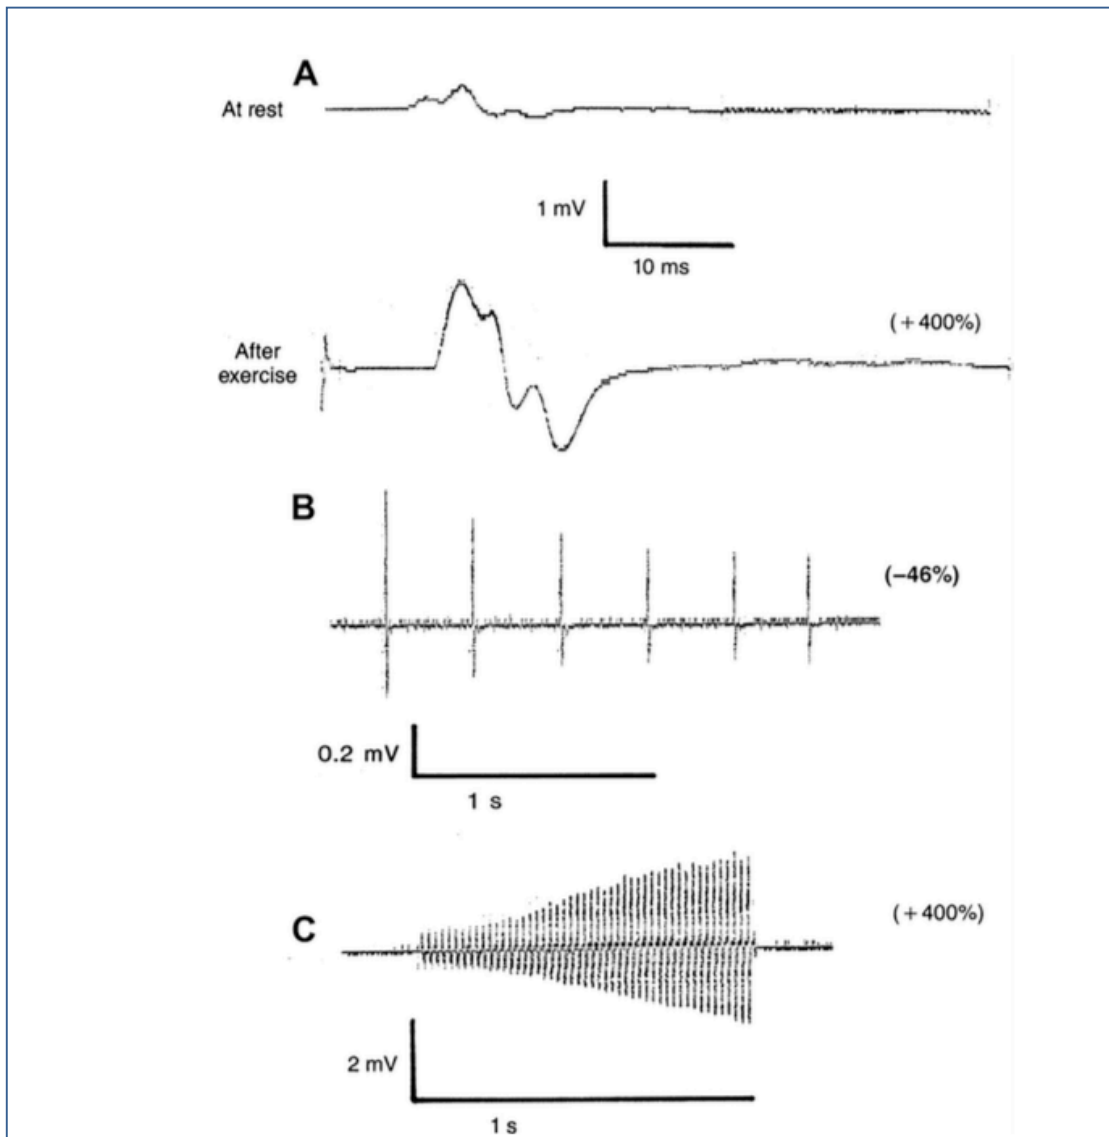 A
At rest
1 mV
10 ms
(+400%)
After
exercise
B
(–46%)
0.2 mV
1 s
C
(+400%)
2 mV
1 s